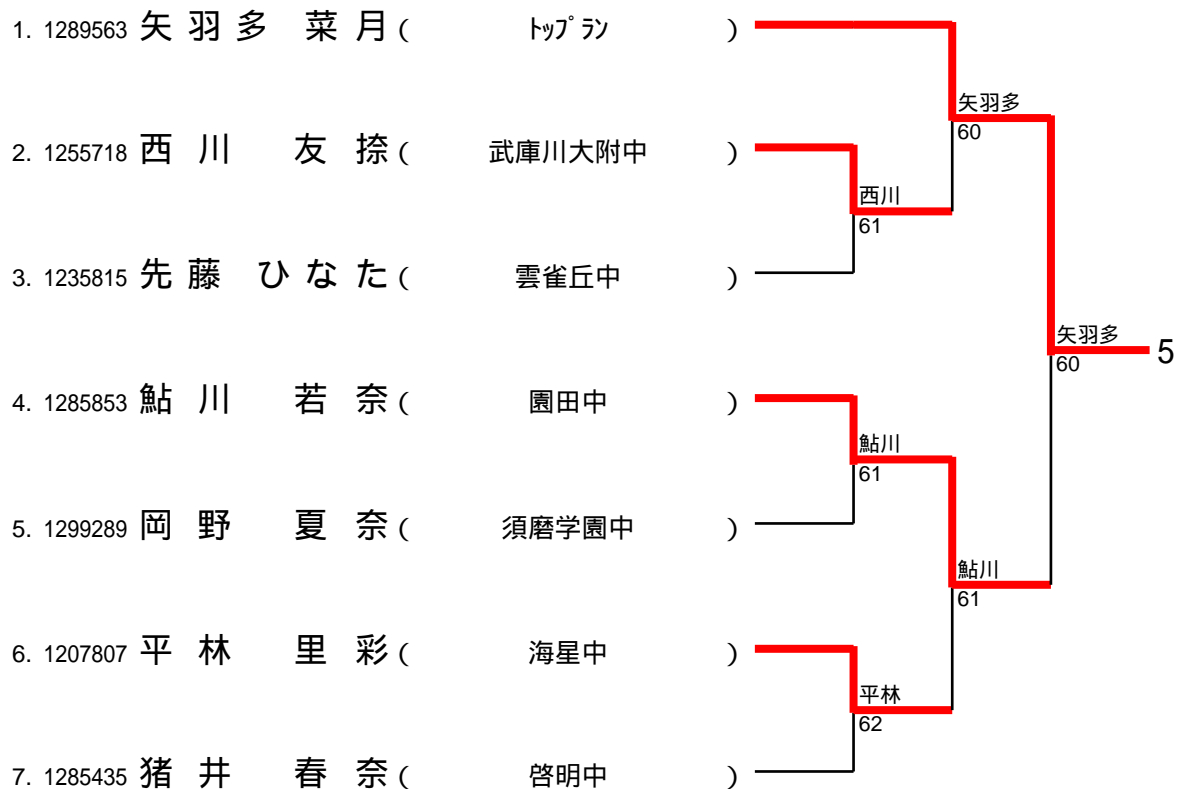 1. 1289563 矢羽多 菜月 ( トップラン )
矢羽多
60
2. 1255718 西川 友捺 ( 武庫川大附中 )
西川
61
3. 1235815 先藤 ひなた ( 雲雀丘中 )
矢羽多
60
5
4. 1285853 鮎川 若奈 ( 園田中 )
鮎川
61
5. 1299289 岡野 夏奈 ( 須磨学園中 )
鮎川
61
6. 1207807 平林 里彩 ( 海星中 )
平林
62
7. 1285435 猪井 春奈 ( 啓明中 )